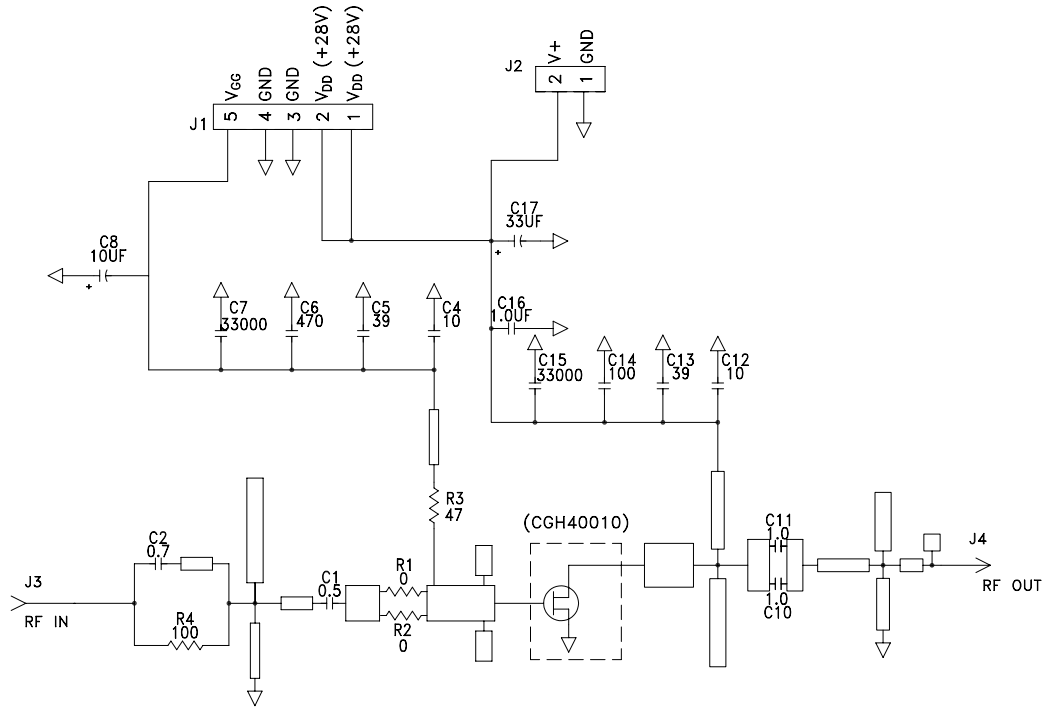 VGG
GND
GND
VDD (+28V)
VDD (+28V)
J1
5
4
3
2
1
V+
GND
J2
2
1
C8
10UF
+
C17
33UF
+
C7
33000
C6
470
C5
39
C4
10
C16
1.0UF
C15
33000
C14
100
C13
39
C12
10
R3
47
(CGH40010)
C2
0.7
J3
RF IN
R4
100
C1
0.5
R1
0
R2
0
C11
1.0
1.0
C10
J4
RF OUT